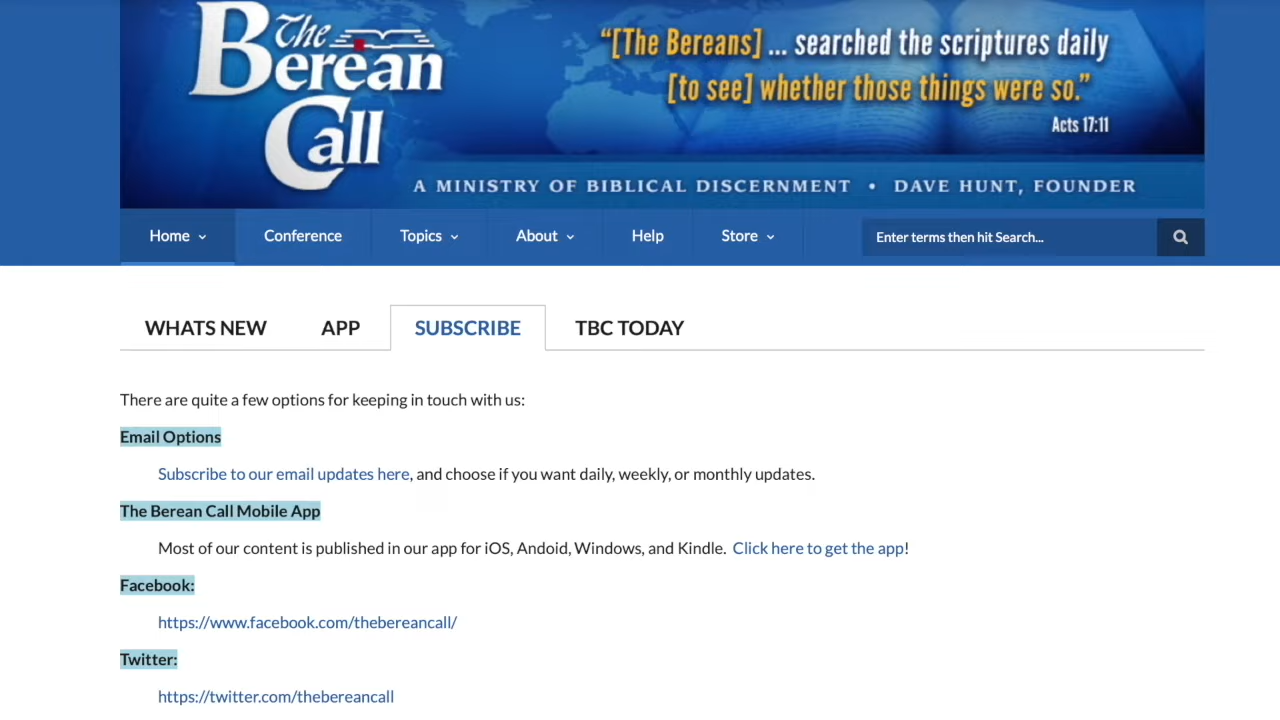 The
Berean
Call
“[The Bereans] ... searched the scriptures daily
[to see] whether those things were so.”
Acts 17:11
A MINISTRY OF BIBLICAL DISCERNMENT • DAVE HUNT, FOUNDER
Home Conference Topics About Help Store Enter terms then hit Search...
WHATS NEW APP SUBSCRIBE TBC TODAY
There are quite a few options for keeping in touch with us:
Email Options
Subscribe to our email updates here, and choose if you want daily, weekly, or monthly updates.
The Berean Call Mobile App
Most of our content is published in our app for iOS, Andoid, Windows, and Kindle. Click here to get the app!
Facebook:
https://www.facebook.com/thebereancall/
Twitter:
https://twitter.com/thebereancall